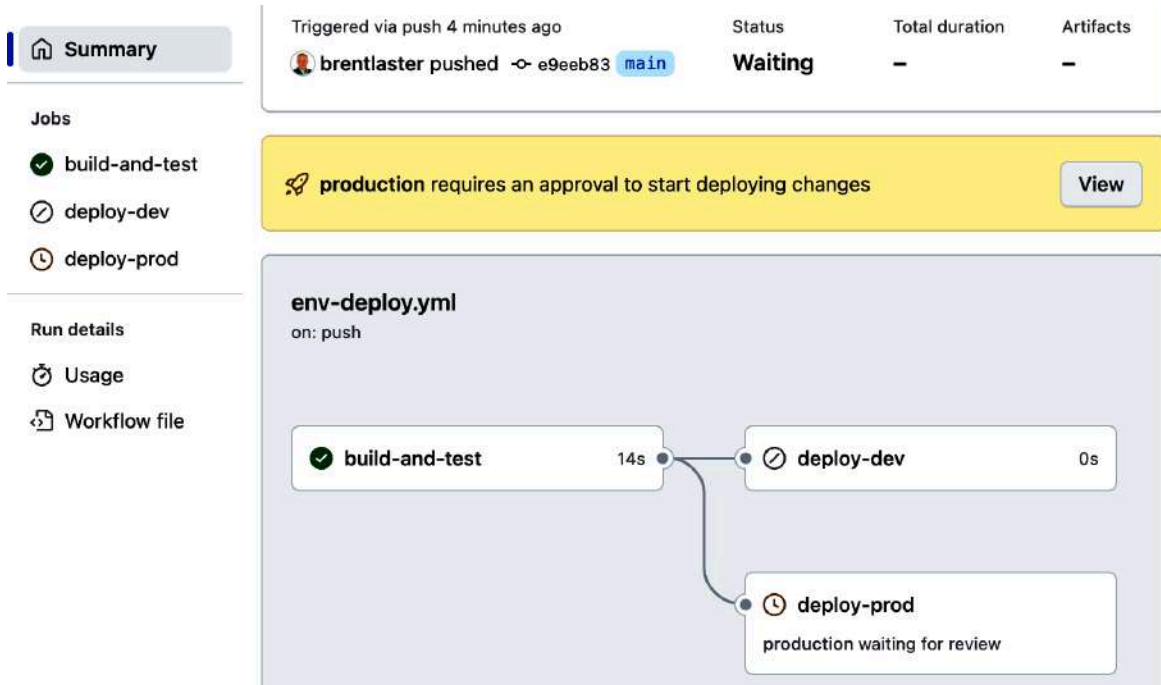 Summary
Jobs
build-and-test
deploy-dev
deploy-prod
Run details
Usage
Workflow file
Triggered via push 4 minutes ago
brentlaster pushed e9eeb83 main
Status
Waiting
Total duration
–
Artifacts
–
production requires an approval to start deploying changes
View
env-deploy.yml
on: push
build-and-test 14s
deploy-dev 0s
deploy-prod
production waiting for review